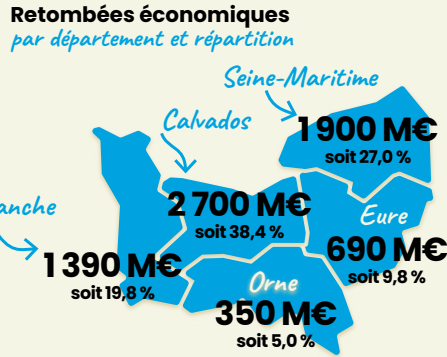 Retombées économiques
par département et répartition
Seine-Maritime
1 900 M€
soit 27,0 %
Calvados
2 700 M€
soit 38,4 %
anche
1 390 M€
soit 19,8 %
Eure
690 M€
soit 9,8 %
Orne
350 M€
soit 5,0 %